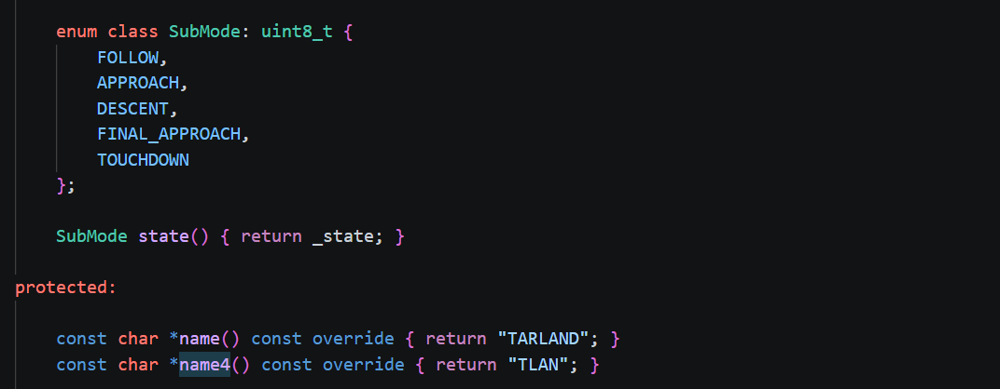 enum class SubMode: uint8_t {
FOLLOW,
APPROACH,
DESCENT,
FINAL_APPROACH,
TOUCHDOWN
};
SubMode state() { return _state; }
protected:
const char *name() const override { return "TARLAND"; }
const char *name4() const override { return "TLAN"; }